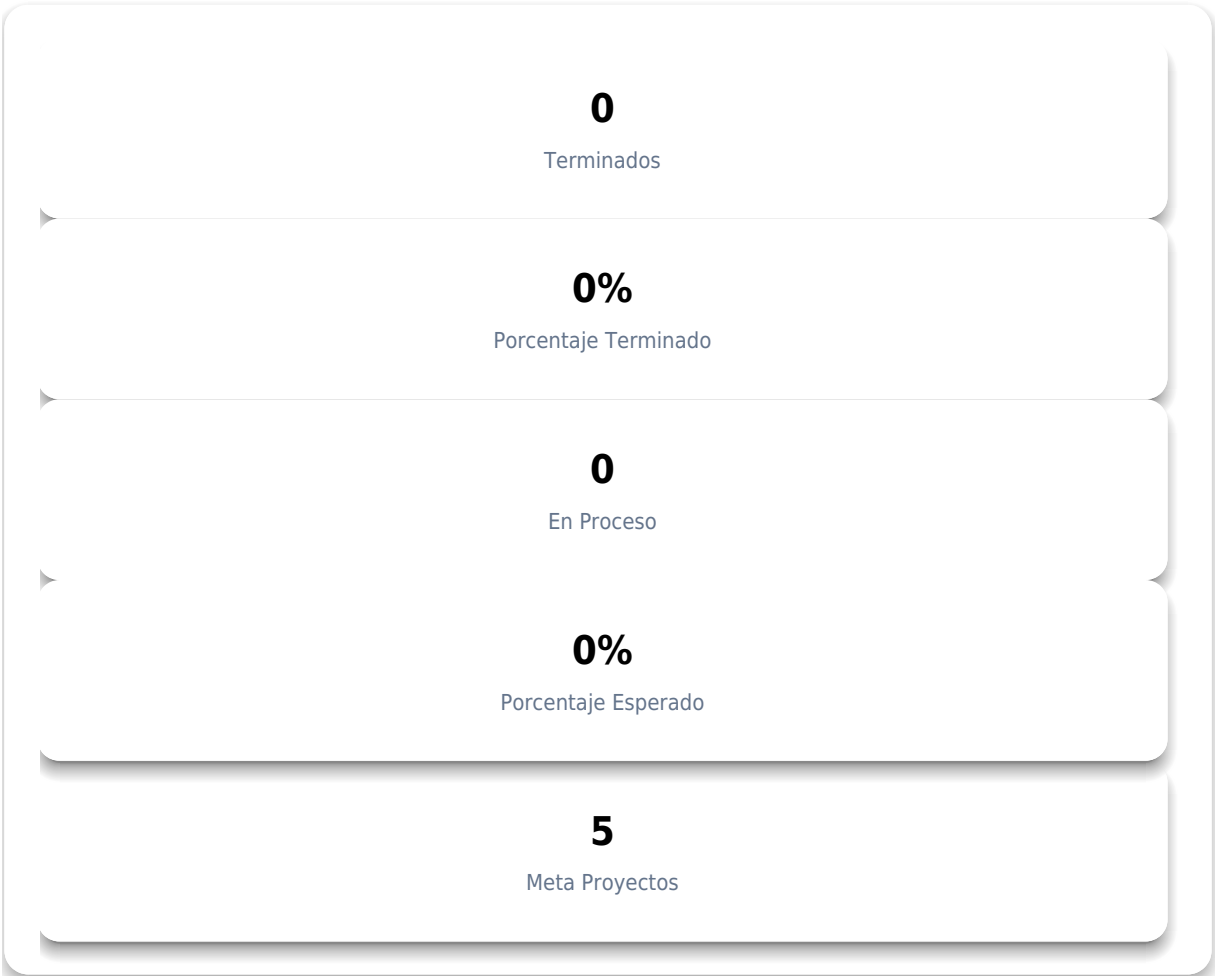 0
Terminados
0%
Porcentaje Terminado
0
En Proceso
0%
Porcentaje Esperado
5
Meta Proyectos